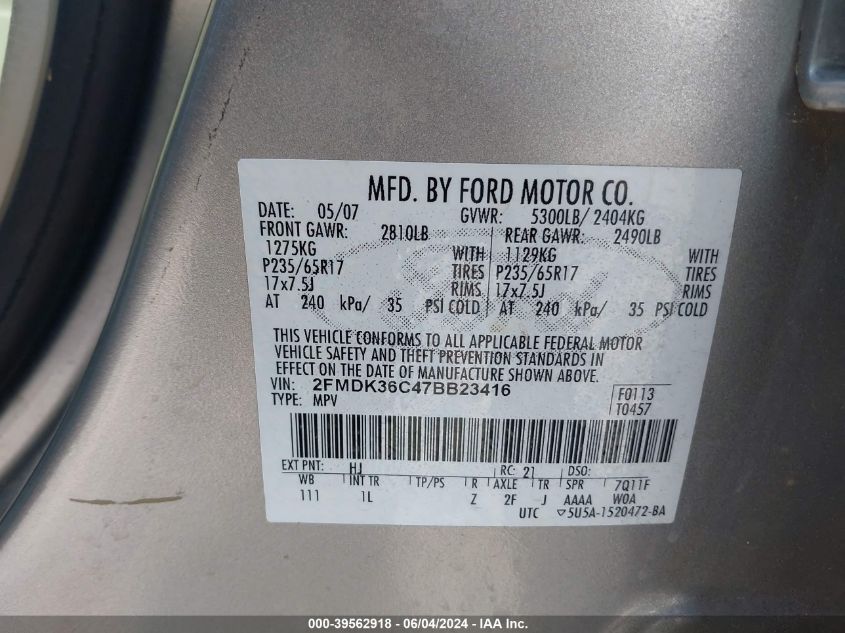 MFD. BY FORD MOTOR CO.
DATE: 05/07 GVWR: 5300LB/ 2404KG
FRONT GAWR: 2810LB REAR GAWR: 2490LB
1275KG WITH 1129KG WITH
P235/65R17 TIRES P235/65R17 TIRES
17x7.5J RIMS 17x7.5J RIMS
AT 240 kPa/ 35 PSI COLD AT 240 kPa/ 35 PSI COLD
THIS VEHICLE CONFORMS TO ALL APPLICABLE FEDERAL MOTOR
VEHICLE SAFETY AND THEFT PREVENTION STANDARDS IN
EFFECT ON THE DATE OF MANUFACTURE SHOWN ABOVE.
VIN: 2FMDK36C47BB23416
TYPE: MPV
F0113
T0457
EXT PNT: HJ RC: 21 DSO:
WB INT TR TP/PS R AXLE TR SPR 7Q11F
111 1L Z 2F J AAAA W0A
UTC ▽5U5A-1520472-BA
000-39562918 - 06/04/2024 - IAA Inc.